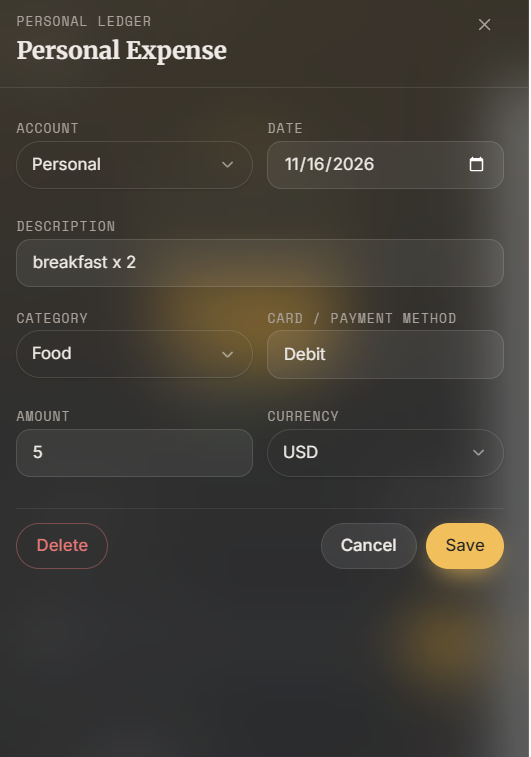 PERSONAL LEDGER
Personal Expense
ACCOUNT DATE
Personal 11/16/2026
DESCRIPTION
breakfast x 2
CATEGORY CARD / PAYMENT METHOD
Food Debit
AMOUNT CURRENCY
5 USD
Delete Cancel Save